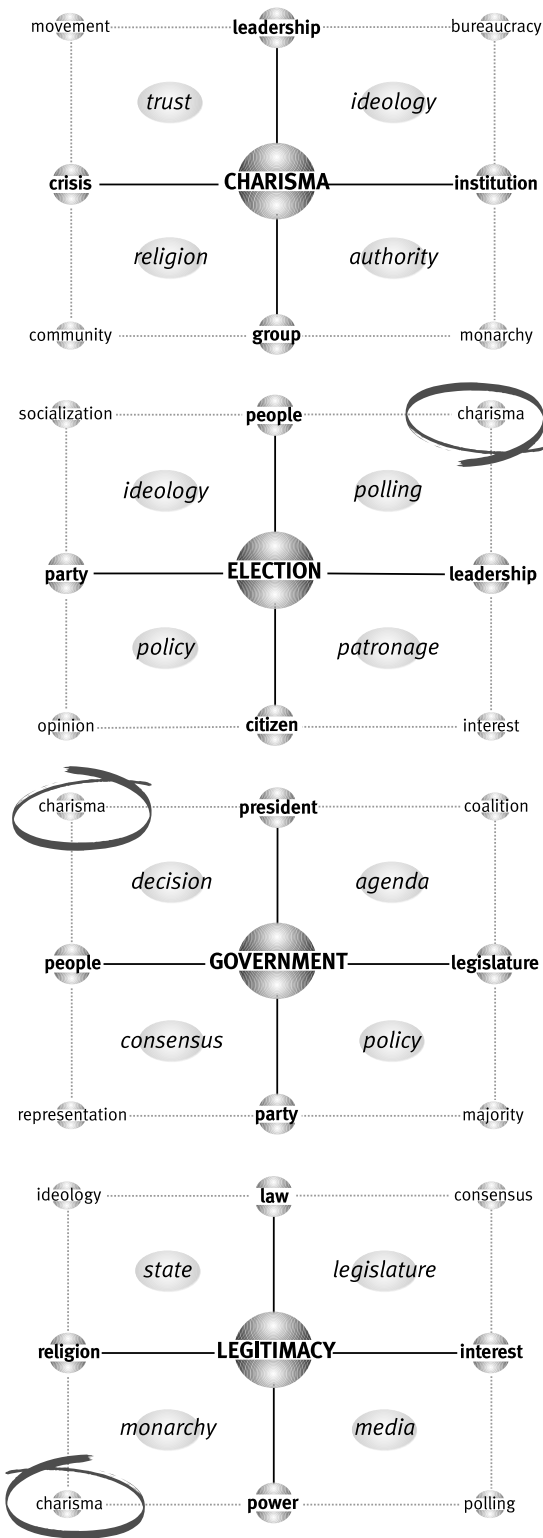 movement leadership bureaucracy
trust ideology
crisis CHARISMA institution
religion authority
community group monarchy
socialization people charisma
ideology polling
party ELECTION leadership
policy patronage
opinion citizen interest
charisma president coalition
decision agenda
people GOVERNMENT legislature
consensus policy
representation party majority
ideology law consensus
state legislature
religion LEGITIMACY interest
monarchy media
charisma power polling